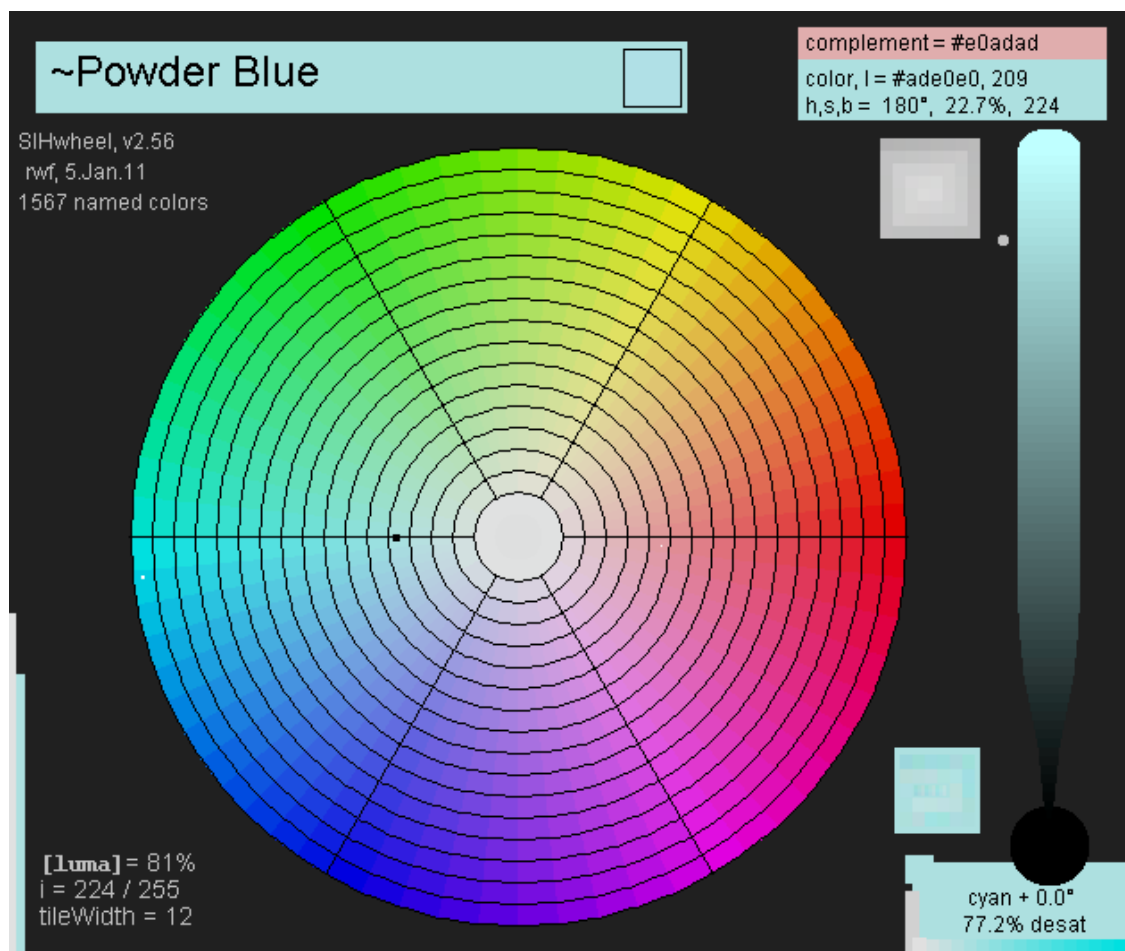 ~Powder Blue
complement = #e0adad
color, l = #ade0e0, 209
h,s,b = 180°, 22.7%, 224
SIHwheel, v2.56
rwf, 5.Jan.11
1567 named colors
[luma] = 81%
i = 224 / 255
tileWidth = 12
cyan + 0.0°
77.2% desat